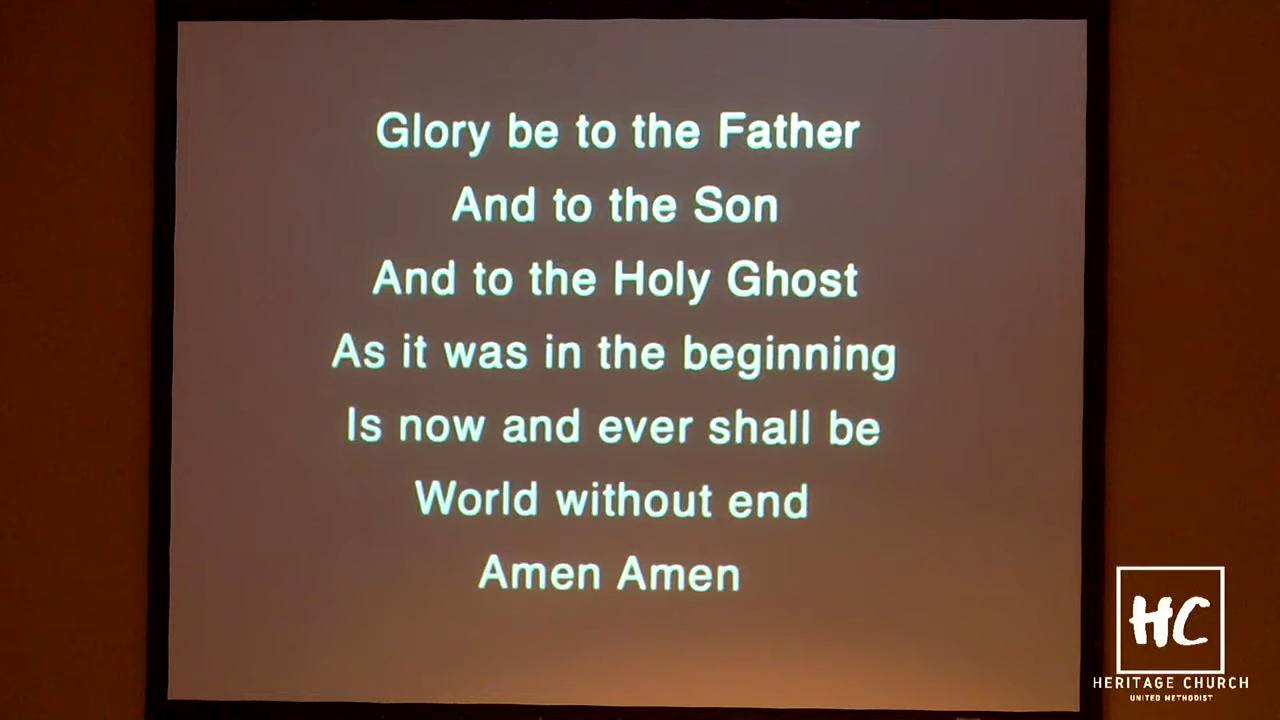 Glory be to the Father
And to the Son
And to the Holy Ghost
As it was in the beginning
Is now and ever shall be
World without end
Amen Amen
HC
HERITAGE CHURCH
UNITED METHODIST